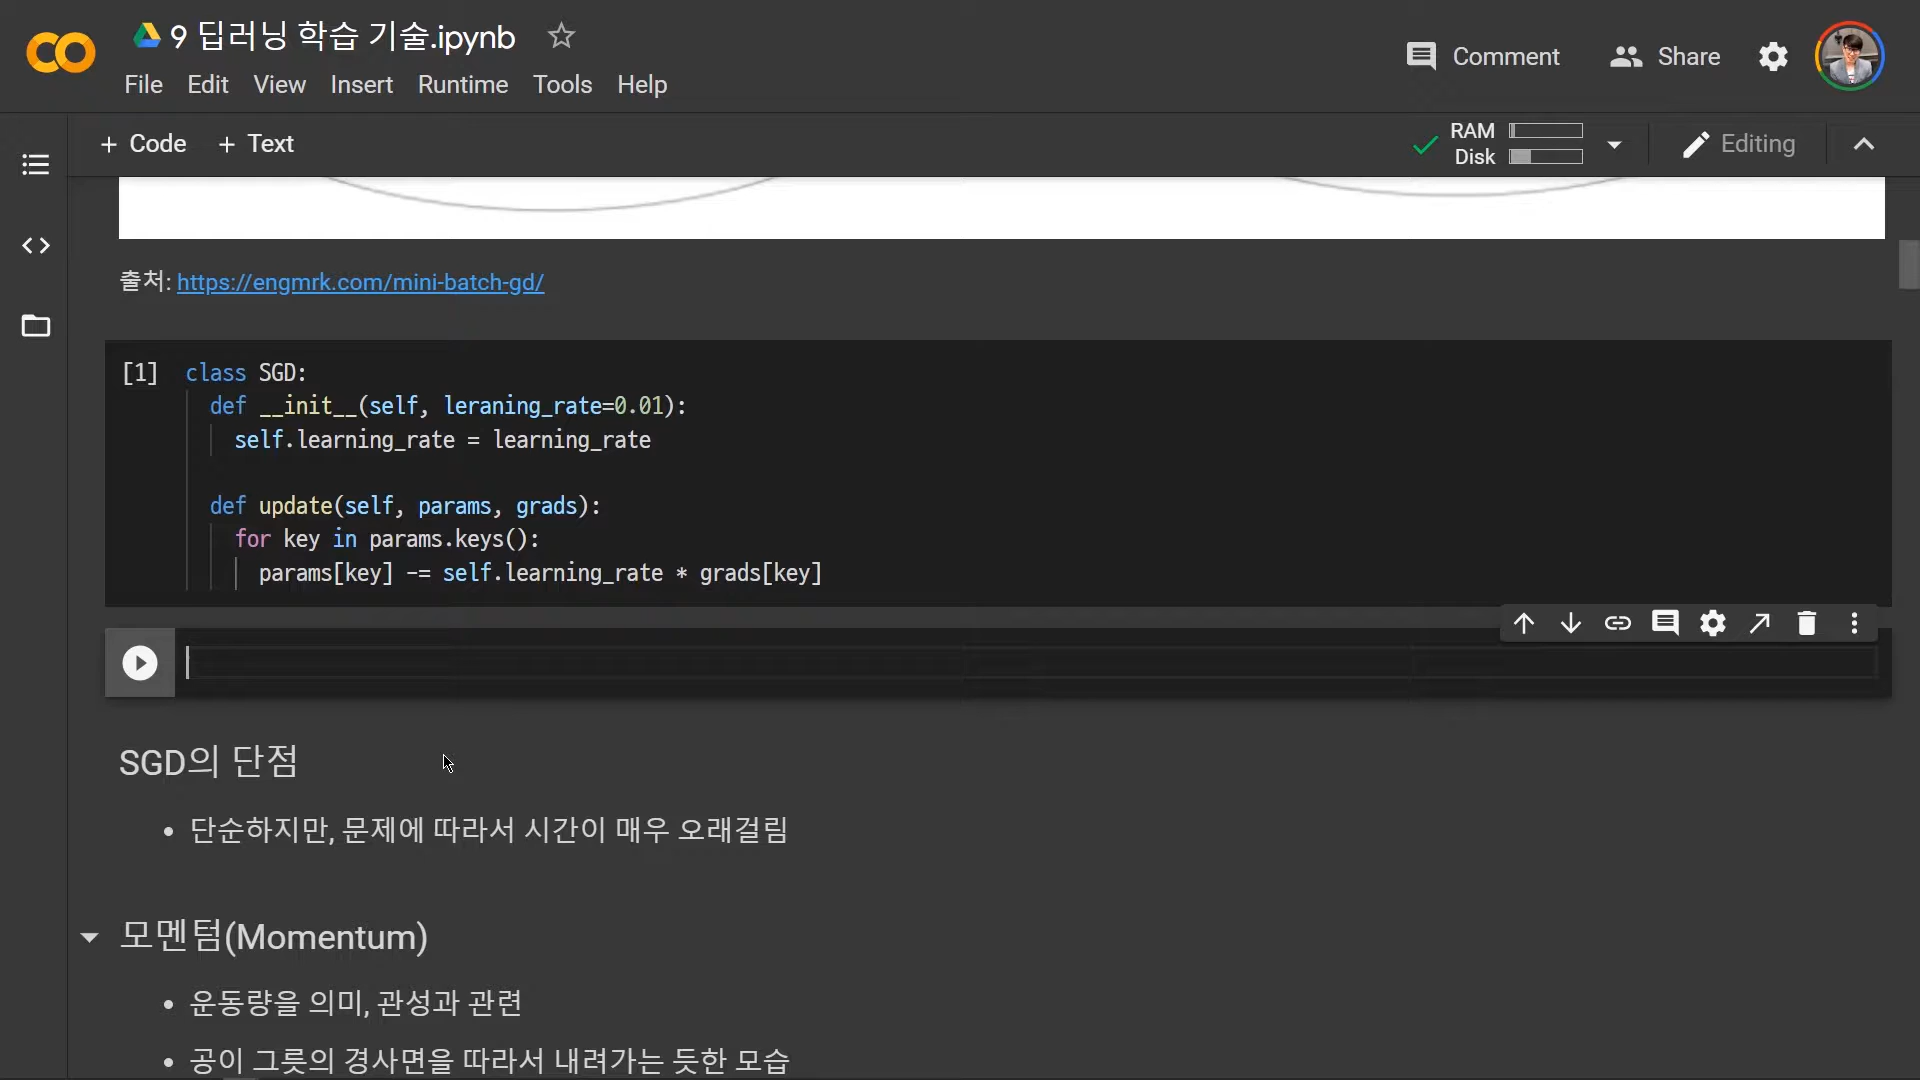 9 딥러닝 학습 기술.ipynb
File Edit View Insert Runtime Tools Help
Comment Share
+ Code + Text
RAM
Disk
Editing
출처: https://engmrk.com/mini-batch-gd/
[1] class SGD:
def __init__(self, leraning_rate=0.01):
self.learning_rate = learning_rate
def update(self, params, grads):
for key in params.keys():
params[key] -= self.learning_rate * grads[key]
SGD의 단점
• 단순하지만, 문제에 따라서 시간이 매우 오래걸림
모멘텀(Momentum)
• 운동량을 의미, 관성과 관련
• 공이 그릇의 경사면을 따라서 내려가는 듯한 모습